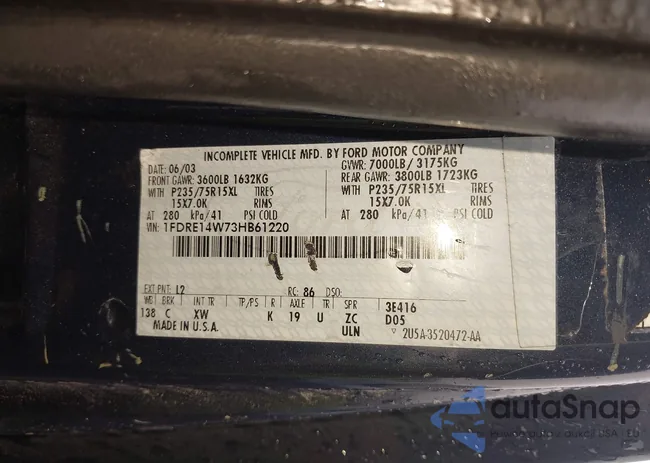 INCOMPLETE VEHICLE MFD. BY FORD MOTOR COMPANY
DATE: 06/03 GVWR: 7000LB / 3175KG
FRONT GAWR: 3600LB 1632KG REAR GAWR: 3800LB 1723KG
WITH P235/75R15XL TIRES WITH P235/75R15XL TIRES
15X7.0K 15X7.0K
AT 280 kPa/41 PSI COLD AT 280 kPa/41 PSI COLD
VIN: 1FDRE14W73HB61220
EXT PNT: L2 RC: 86 DSO:
WB BRK INT TR TP/PS R AXLE TR SPR 3E416
138 C XW K 19 U ZC D05
MADE IN U.S.A. ULN 2U5A-3520472-AA
autoSnap
USA - EU